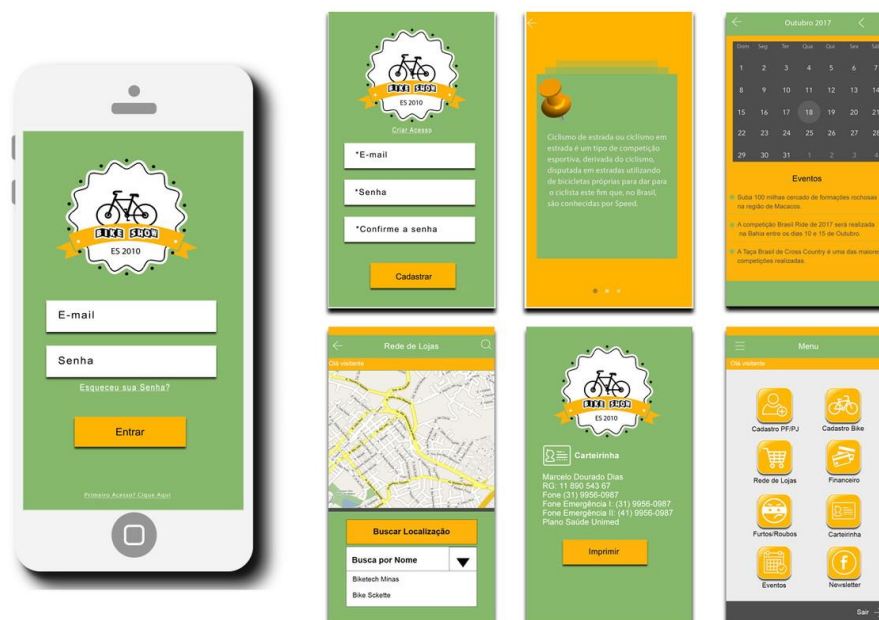 BIKE SHOW
ES 2010
E-mail
Senha
Esqueceu sua Senha?
Entrar
Primeiro Acesso? Cique Aqui
BIKE SHOW
ES 2010
Criar Acesso
*E-mail
*Senha
*Confirme a senha
Cadastrar
Ciclismo de estrada ou ciclismo em
estrada é um tipo de competição
esportiva, derivada do ciclismo,
disputada em estradas utilizando
de bicicletas próprias para dar para
o ciclista este fim que, no Brasil,
são conhecidas por Speed.
Outubro 2017
Dom Seg Ter Qua Qui Sex Sáb
1 2 3 4 5 6 7
8 9 10 11 12 13 14
15 16 17 18 19 20 21
22 23 24 25 26 27 28
29 30 31 1 2 3 4
Eventos
Suba 100 milhas cercado de formações rochosas
na região de Macacos.
A competição Brasil Ride de 2017 será realizada
na Bahia entre os dias 10 e 15 de Outubro.
A Taça Brasil de Cross Country é uma das maiores
competições realizadas.
Rede de Lojas
Olá visitante
Buscar Localização
Busca por Nome
Biketech Minas
Bike Sckette
BIKE SHOW
ES 2010
Carteirinha
Marcelo Dourado Dias
RG: 11 890 543 67
Fone (31) 9956-0987
Fone Emergência I: (31) 9956-0987
Fone Emergência II: (41) 9956-0987
Plano Saúde Unimed
Imprimir
Menu
Olá visitante
Cadastro PF/PJ
Cadastro Bike
Rede de Lojas
Financeiro
Furtos/Roubos
Carteirinha
Eventos
Newsletter
Sair